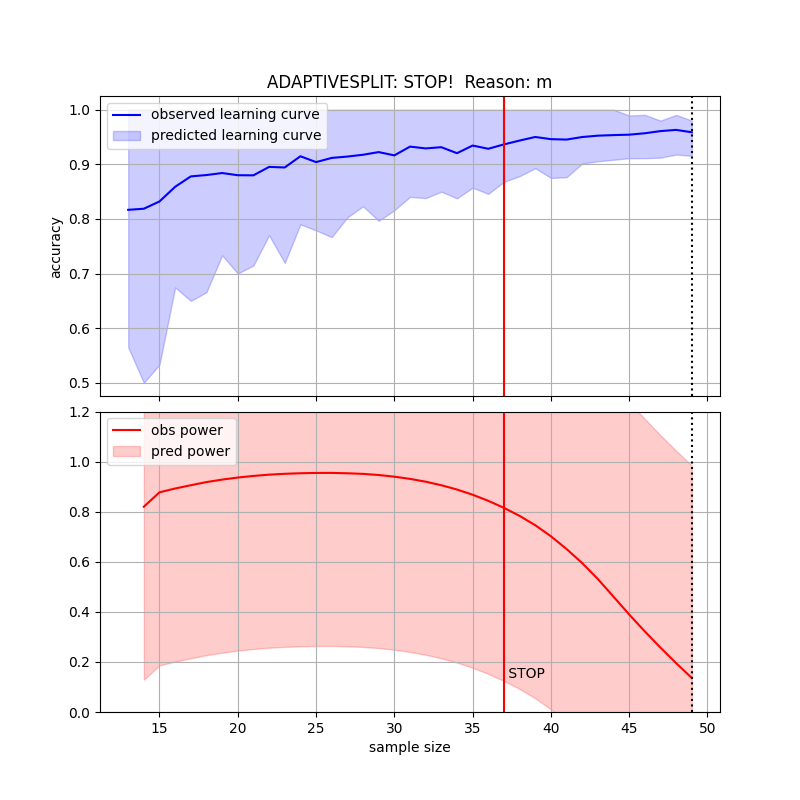 ADAPTIVESPLIT: STOP!  Reason: m
observed learning curve
predicted learning curve
1.0
0.9
0.8
0.7
0.6
0.5
accuracy
obs power
pred power
1.2
1.0
0.8
0.6
0.4
0.2
0.0
STOP
15 20 25 30 35 40 45 50
sample size